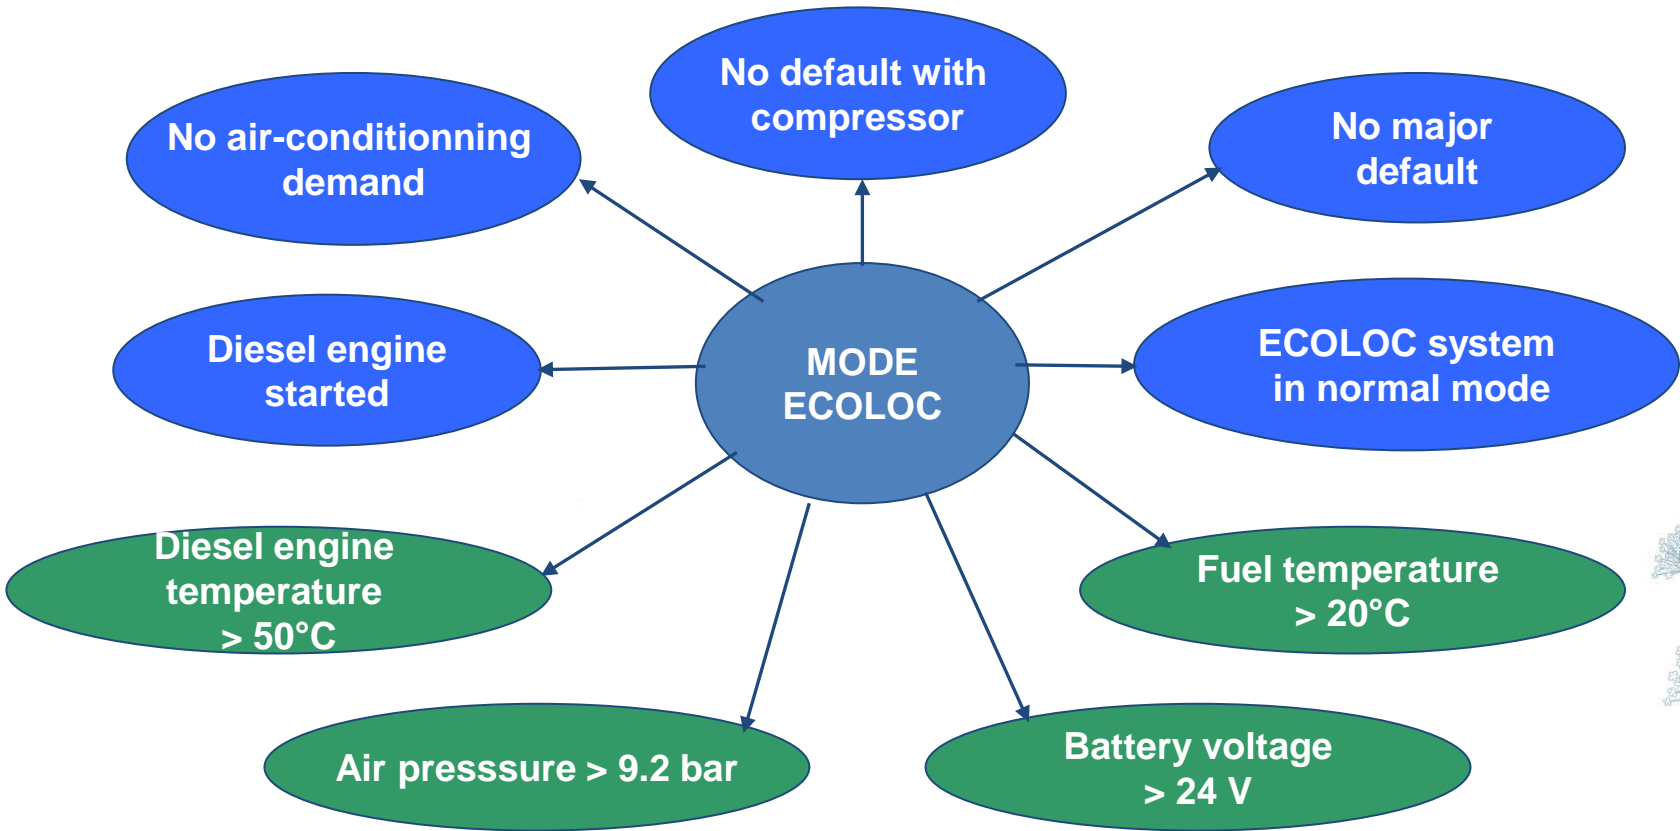 No default with
compressor
No air-conditionning
demand
No major
default
Diesel engine
started
MODE
ECOLOC
ECOLOC system
in normal mode
Diesel engine
temperature
> 50°C
Fuel temperature
> 20°C
Air presssure > 9.2 bar
Battery voltage
> 24 V